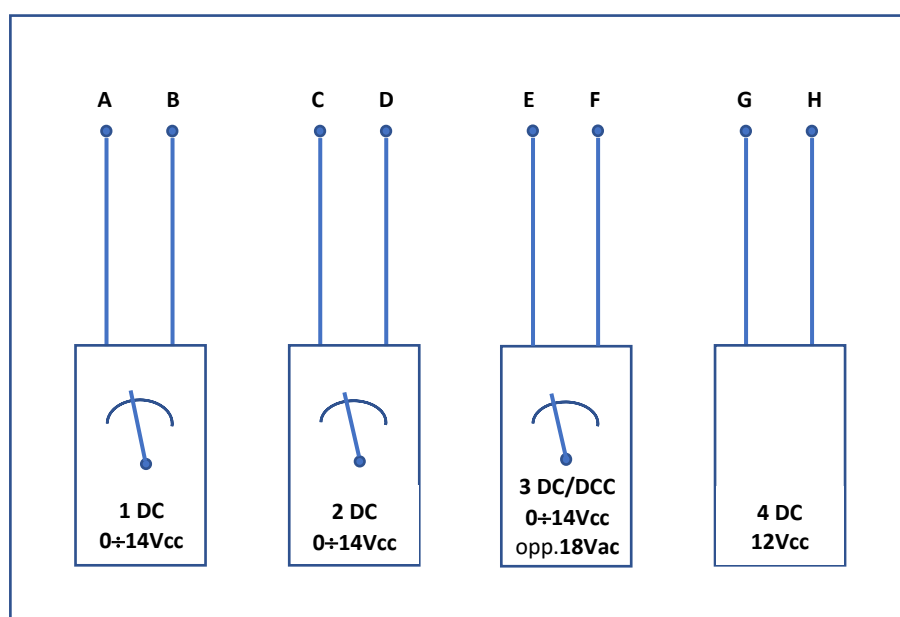 A B C D E F G H
1 DC
0÷14Vcc
2 DC
0÷14Vcc
3 DC/DCC
0÷14Vcc
opp.18Vac
4 DC
12Vcc